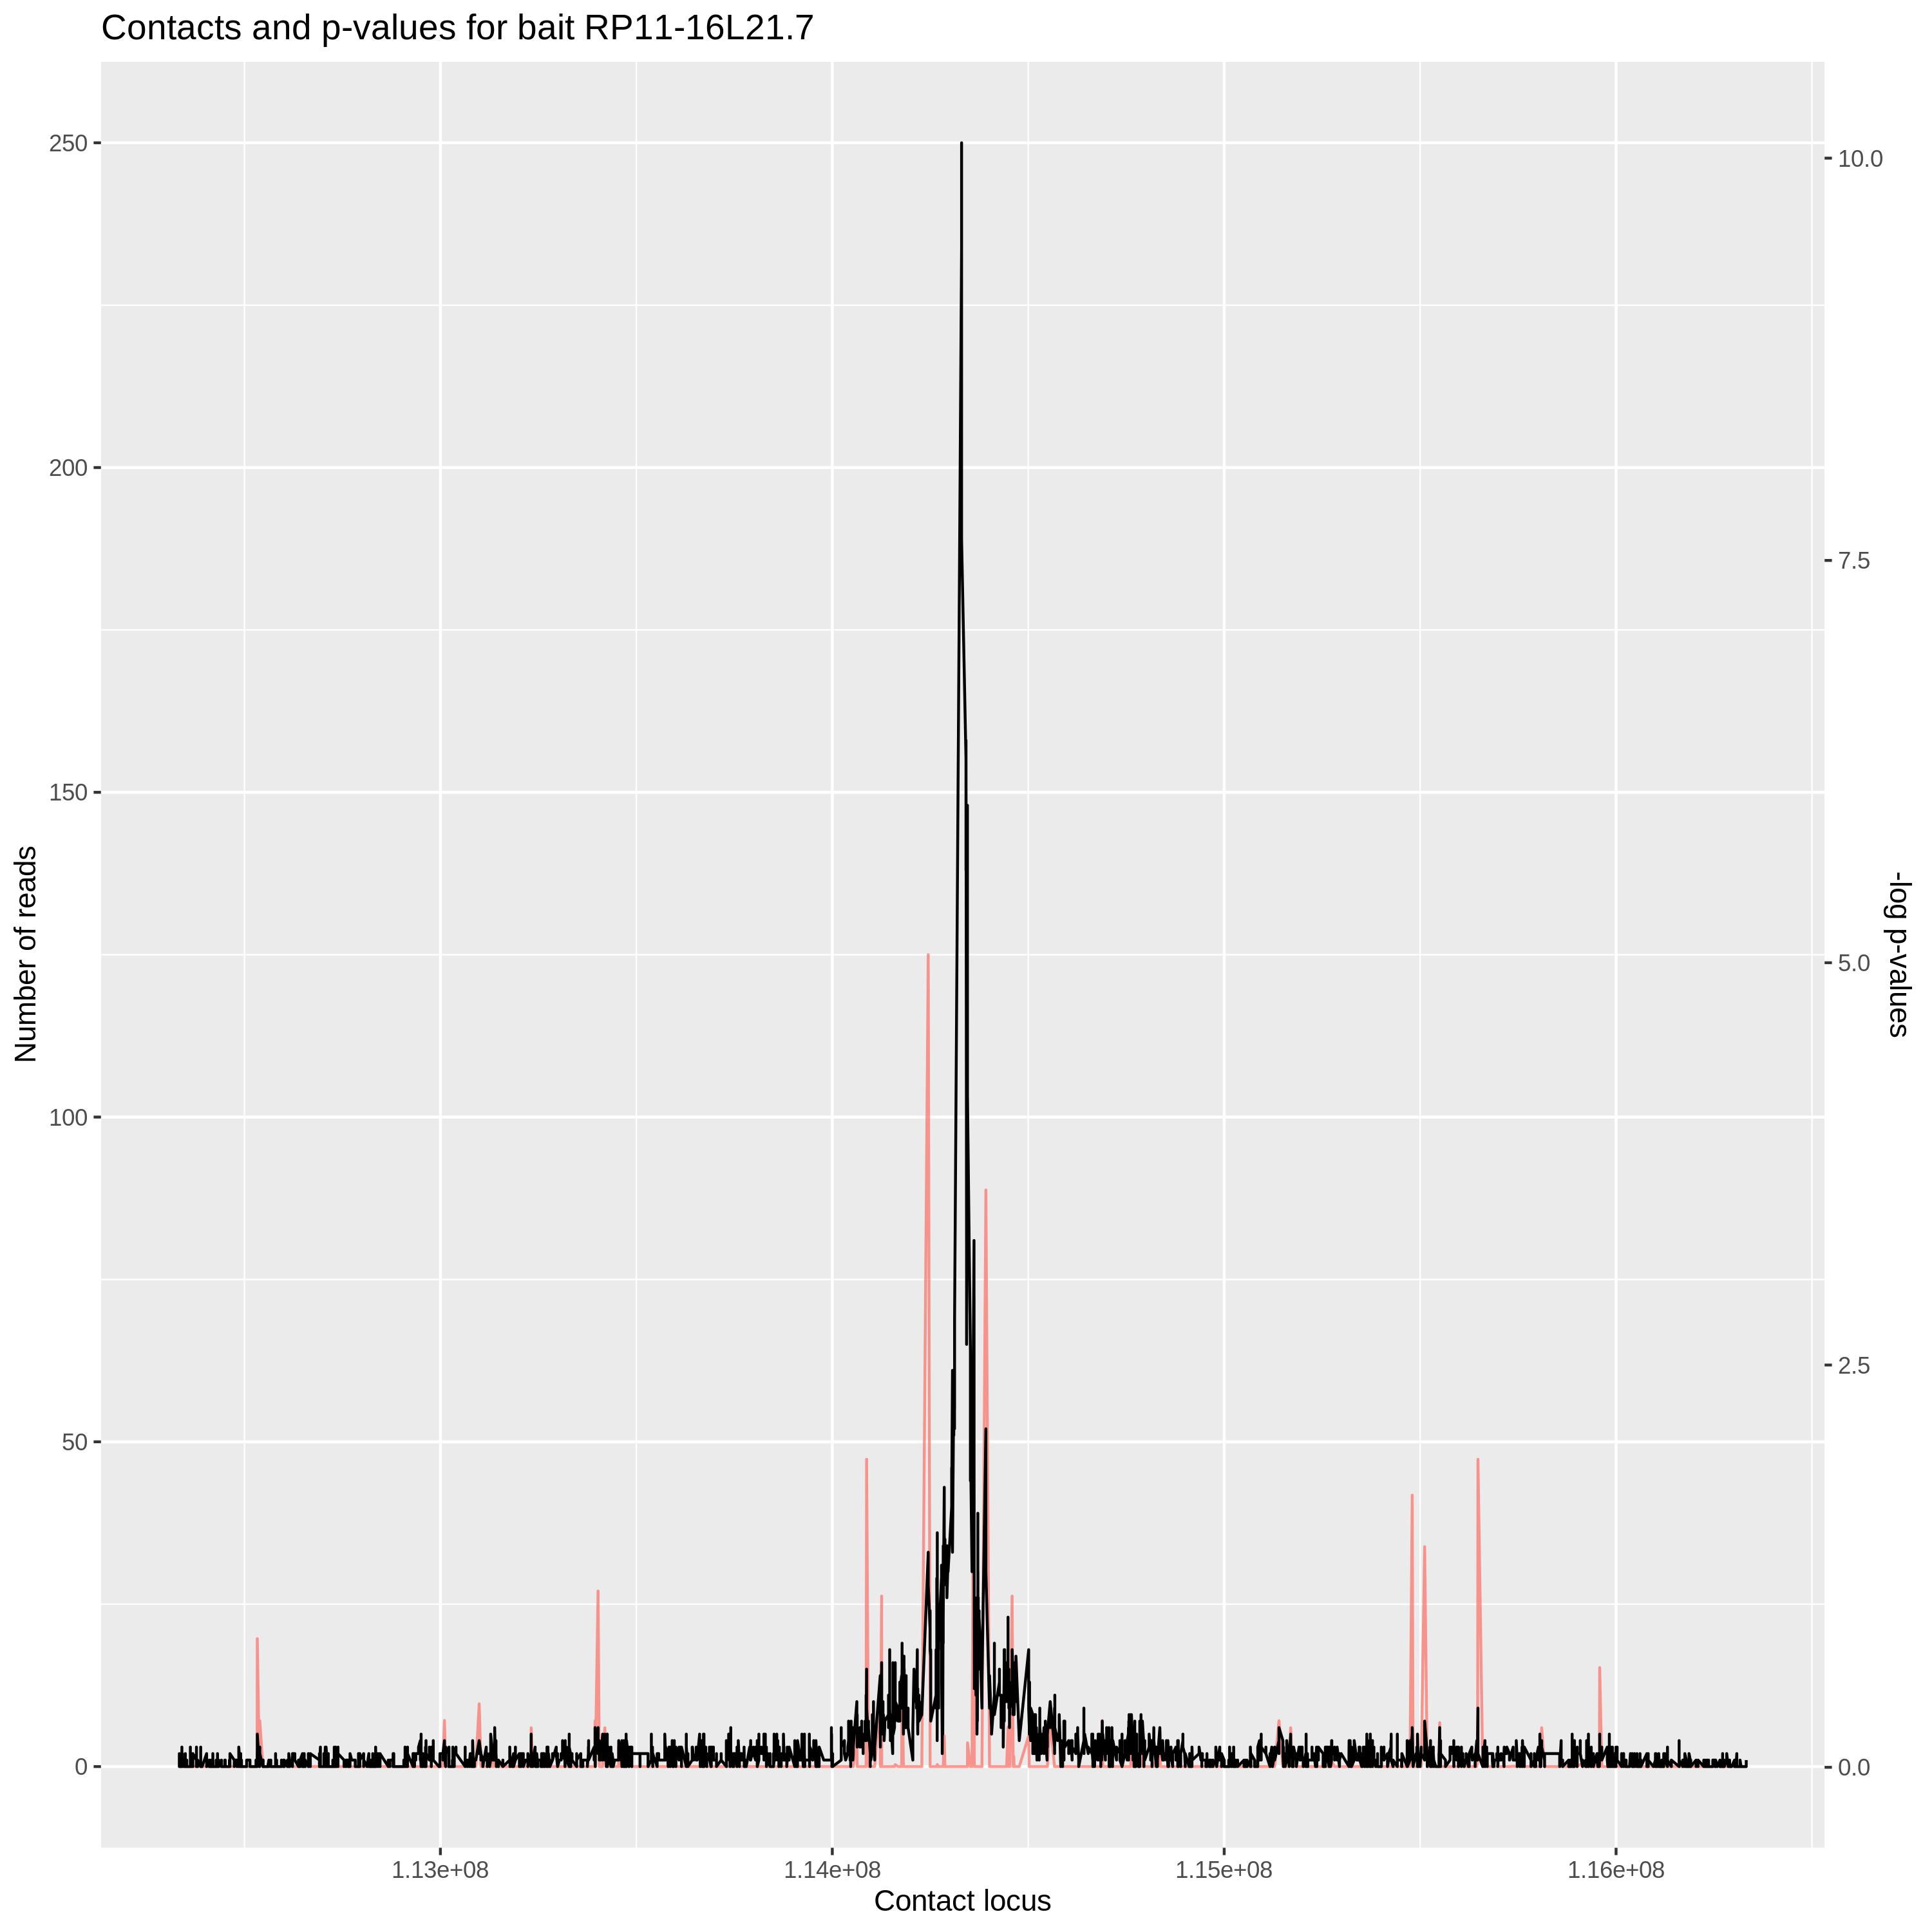 Contacts and p-values for bait RP11-16L21.7
Number of reads
250
200
150
100
50
0
10.0
7.5
5.0
2.5
0.0
-log p-values
1.13e+08
1.14e+08
1.15e+08
1.16e+08
Contact locus